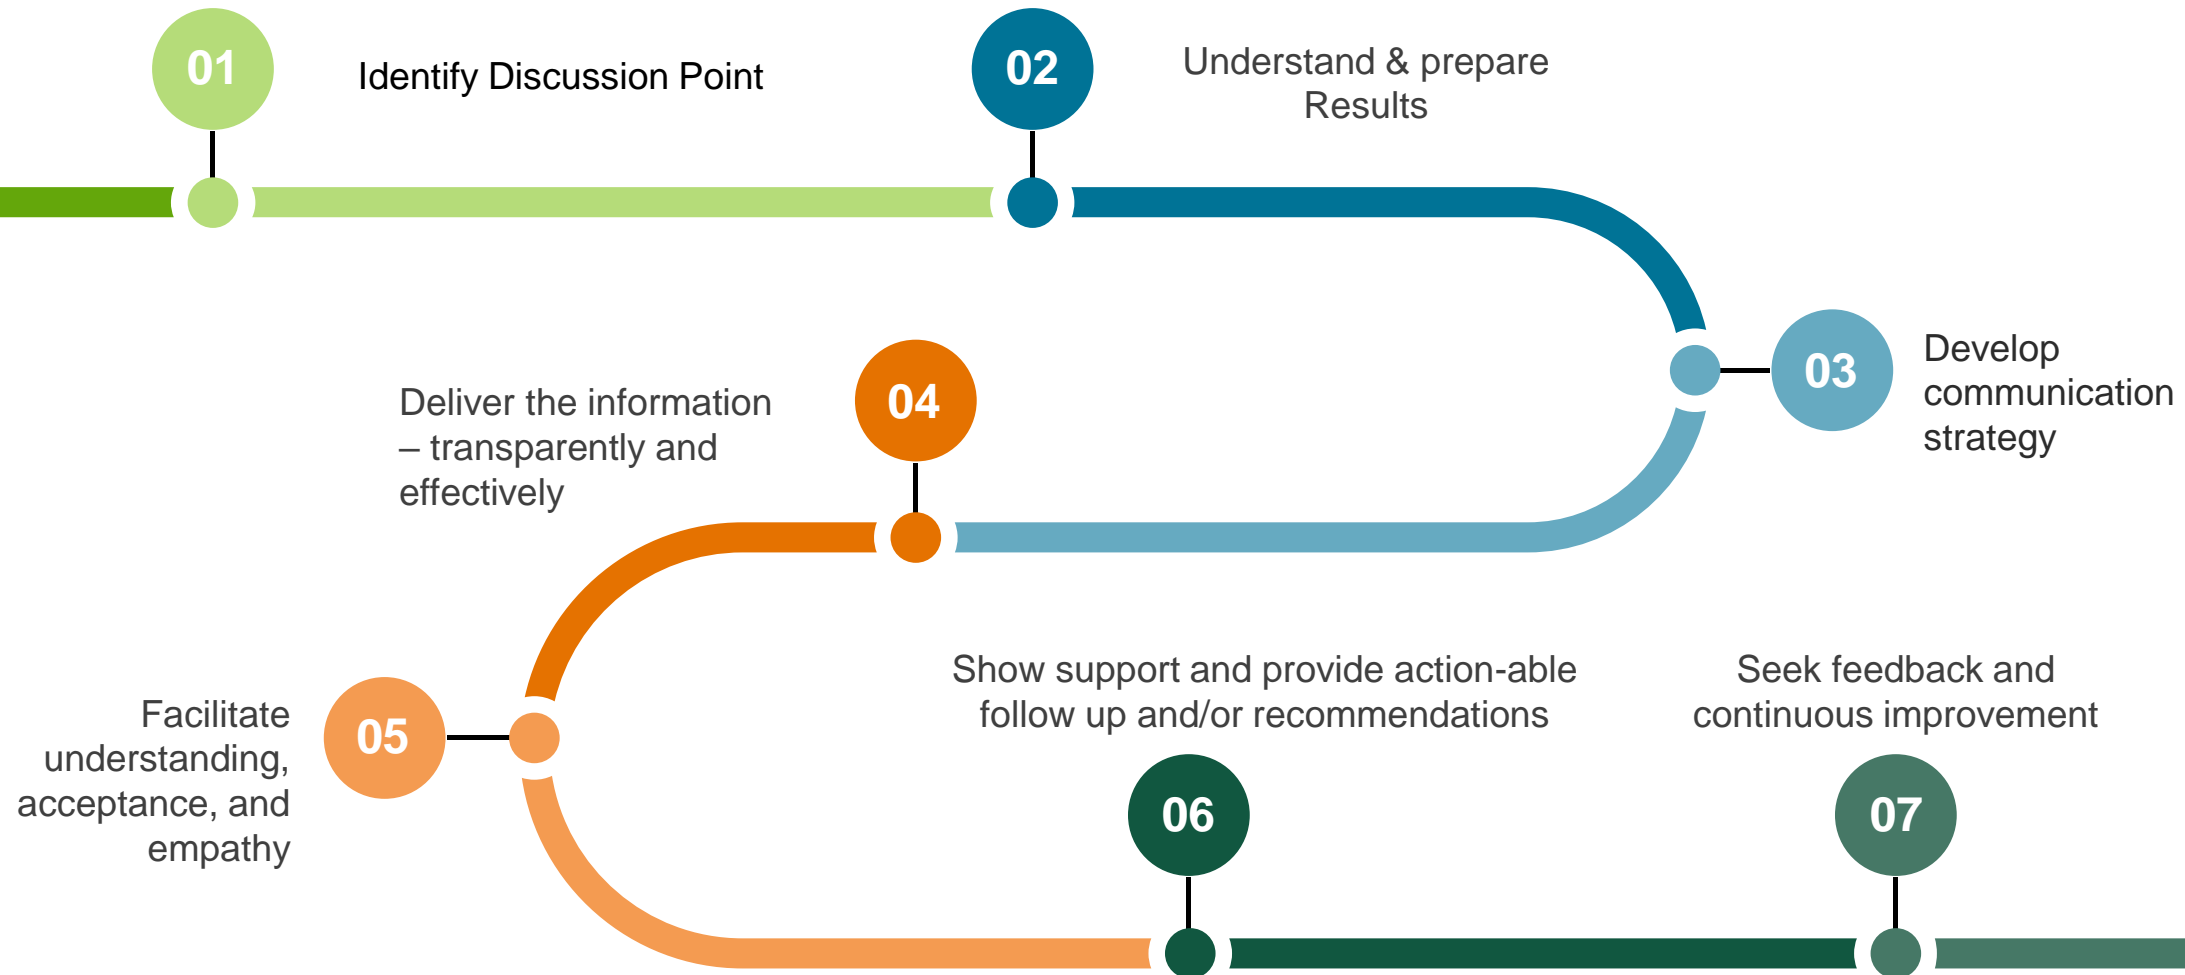 01
Identify Discussion Point
02
Understand & prepare
Results
03
Develop
communication
strategy
04
Deliver the information
– transparently and
effectively
05
Facilitate
understanding,
acceptance, and
empathy
06
Show support and provide action-able
follow up and/or recommendations
07
Seek feedback and
continuous improvement